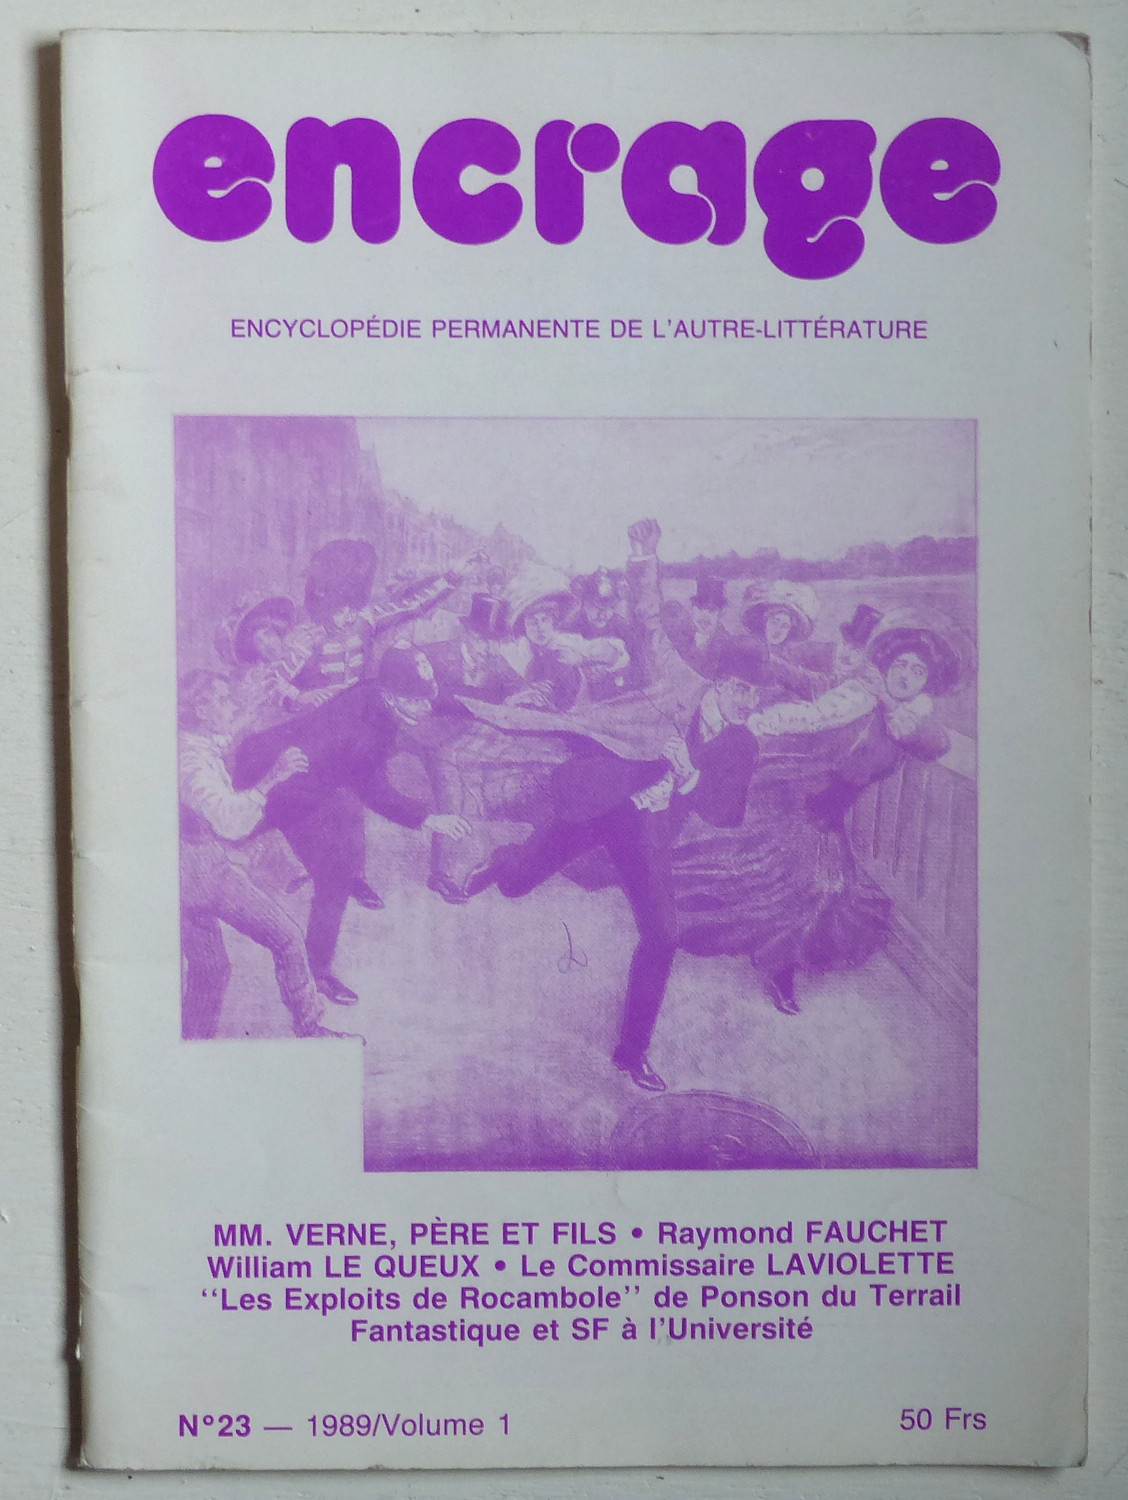 encrage
ENCYCLOPÉDIE PERMANENTE DE L'AUTRE-LITTÉRATURE
MM. VERNE, PÈRE ET FILS • Raymond FAUCHET
William LE QUEUX • Le Commissaire LAVIOLETTE
‘‘Les Exploits de Rocambole’’ de Ponson du Terrail
Fantastique et SF à l'Université
N°23 — 1989/Volume 1
50 Frs